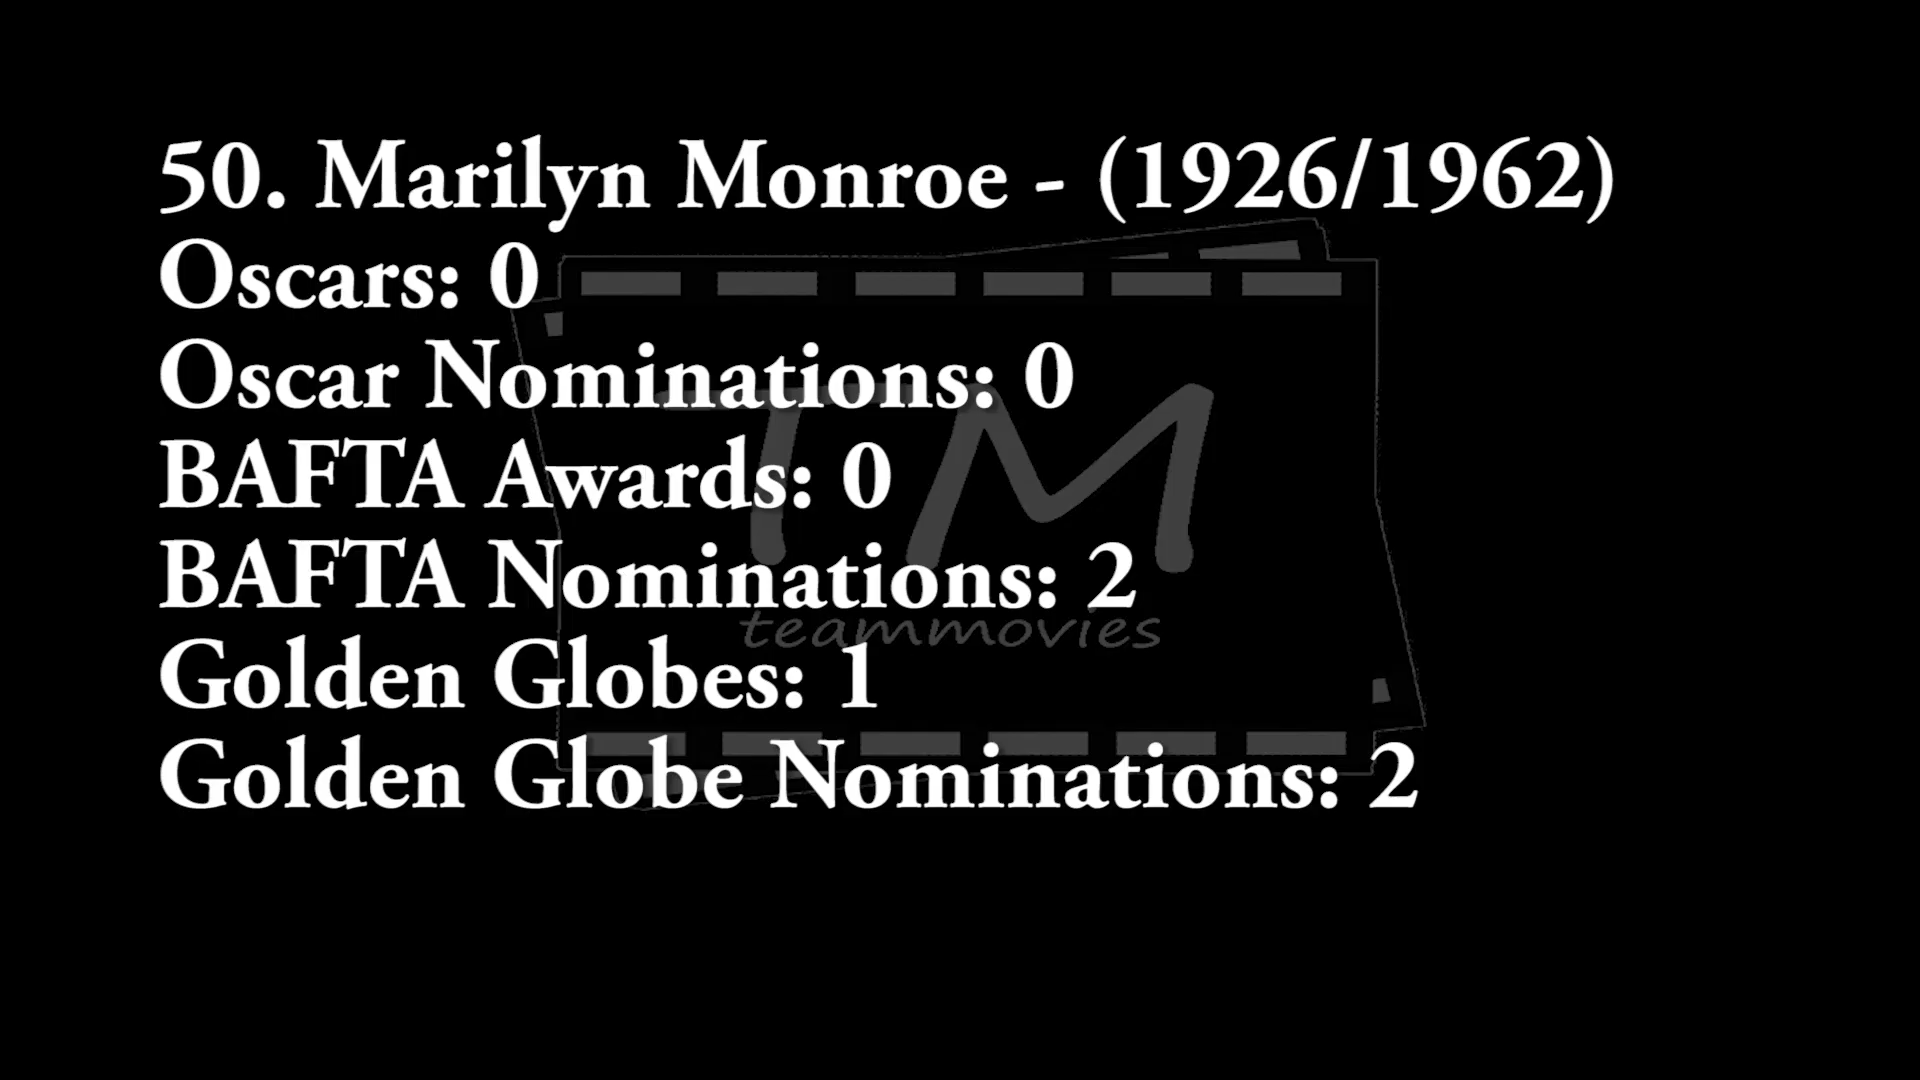 50. Marilyn Monroe - (1926/1962)
Oscars: 0
Oscar Nominations: 0
BAFTA Awards: 0
BAFTA Nominations: 2
Golden Globes: 1
Golden Globe Nominations: 2
TM
teammovies